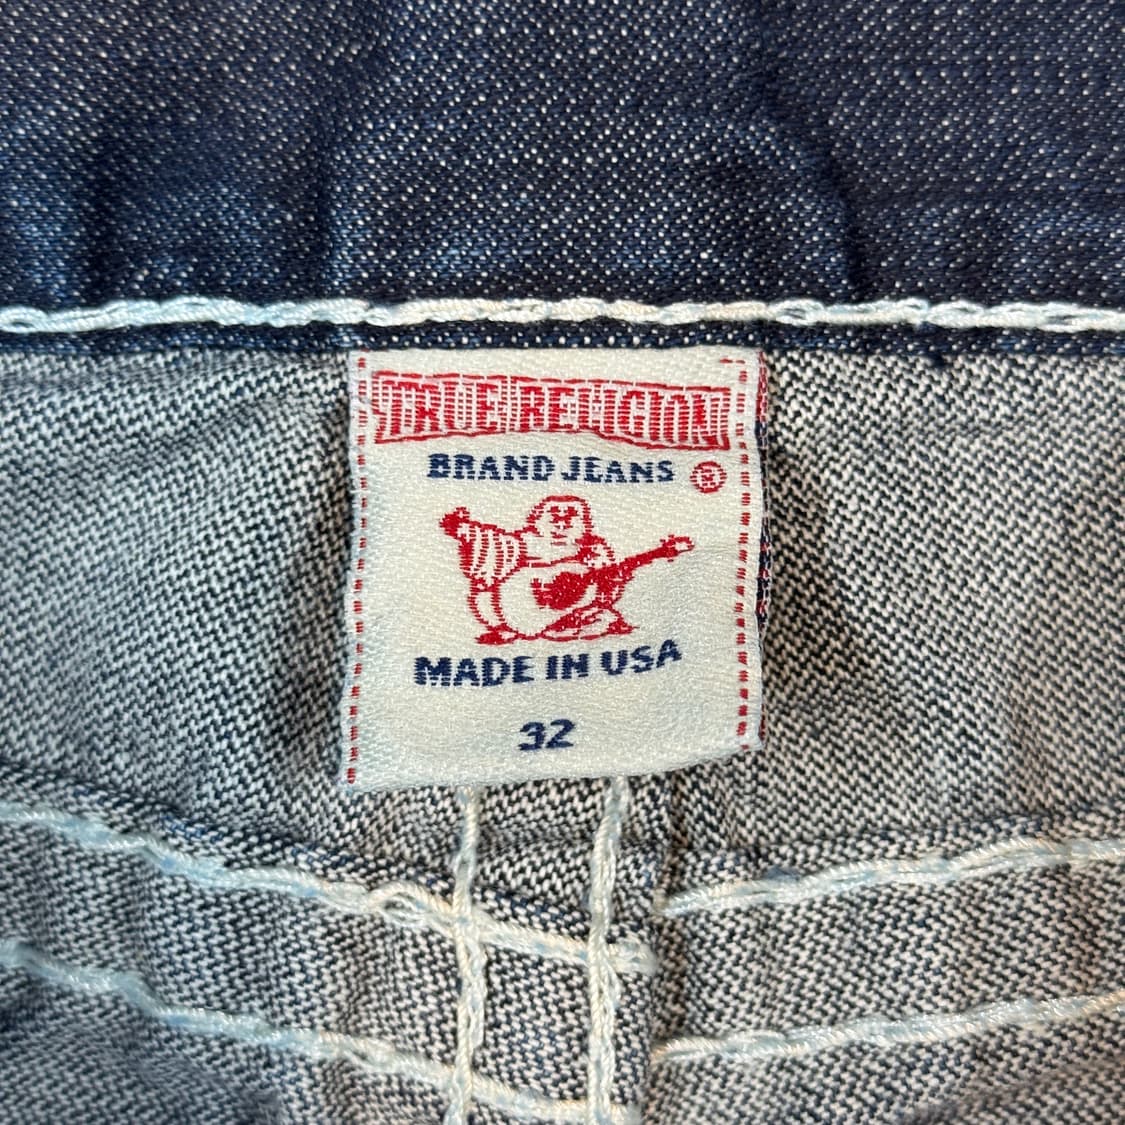 TRUE RELIGION
BRAND JEANS ®
MADE IN USA
32